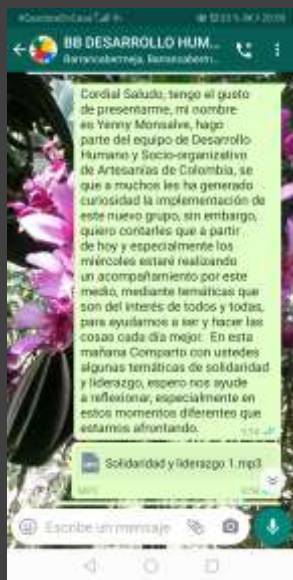 BB DESARROLLO HUM...
Cordial Saludo, tengo el gusto
de presentarme, mi nombre
es Yenny Monsalve, hago
parte del equipo de Desarrollo
Humano y Socio-organizativo
de Artesanías de Colombia, se
que a muchos les ha generado
curiosidad la implementación de
este nuevo grupo, sin embargo,
quiero contarles que a partir
de hoy y especialmente los
miércoles estaré realizando
un acompañamiento por este
medio, mediante temáticas que
son del interés de todos y todas,
para ayudarnos a ser y hacer las
cosas cada día mejor. En esta
mañana Comparto con ustedes
algunas temáticas de solidaridad
y liderazgo, espero nos ayude
a reflexionar, especialmente en
estos momentos diferentes que
estamos afrontando.
Solidaridad y liderazgo 1.mp3
Escribe un mensaje